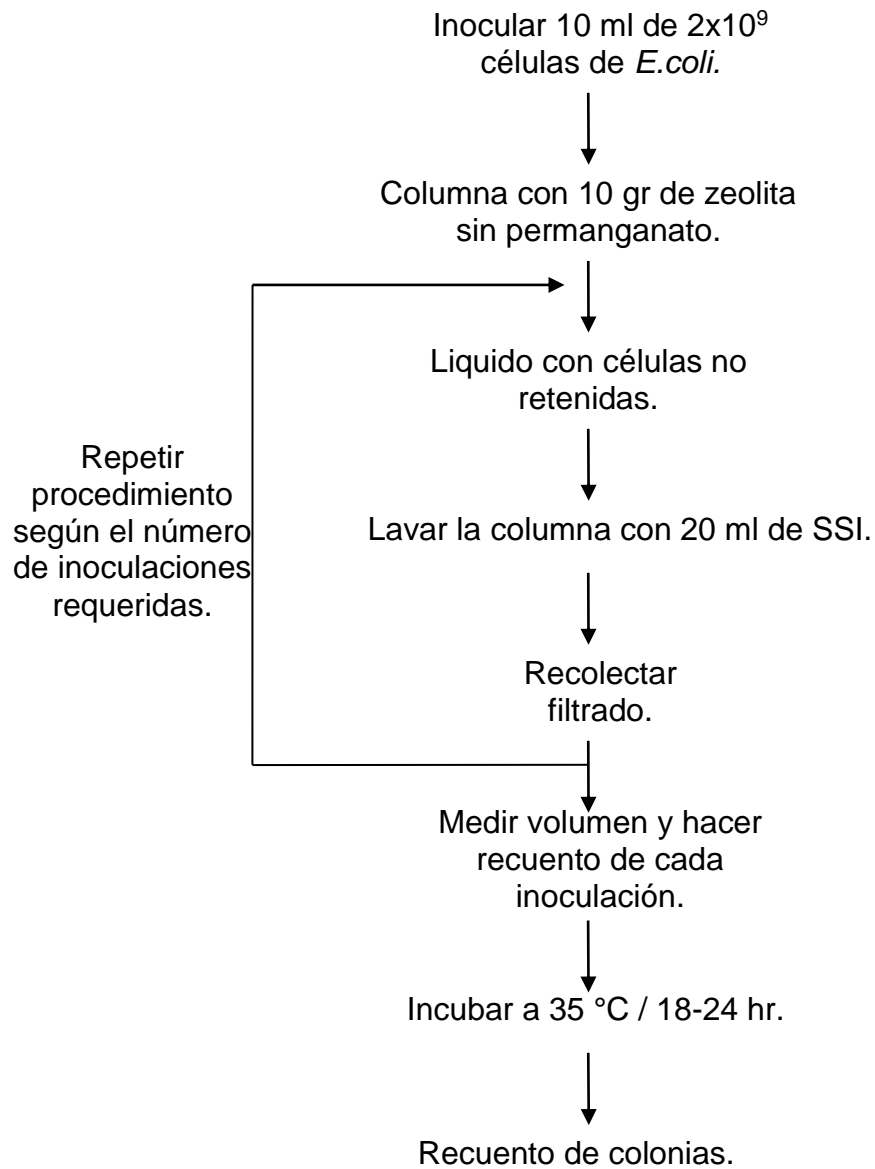 Inocular 10 ml de 2x10⁹
células de E.coli.
Columna con 10 gr de zeolita
sin permanganato.
Liquido con células no
retenidas.
Repetir
procedimiento
según el número
de inoculaciones
requeridas.
Lavar la columna con 20 ml de SSI.
Recolectar
filtrado.
Medir volumen y hacer
recuento de cada
inoculación.
Incubar a 35 °C / 18-24 hr.
Recuento de colonias.